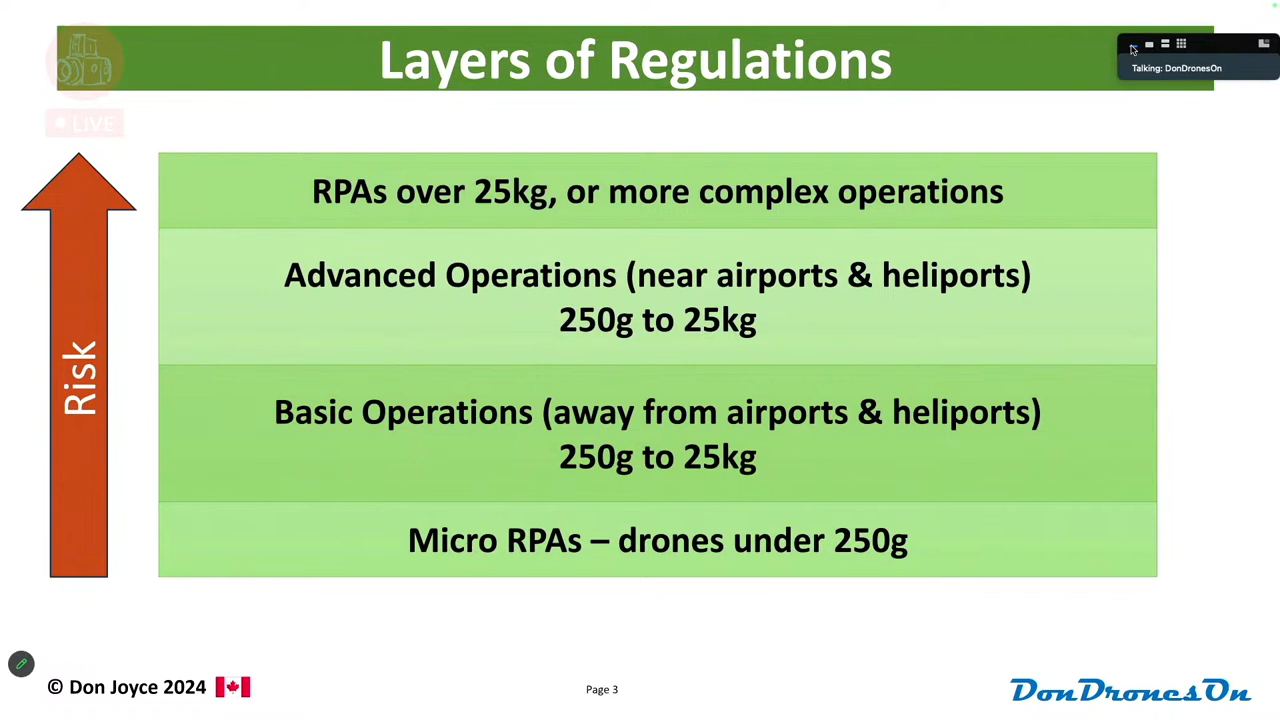 Layers of Regulations
Talking: DonDronesOn
LIVE
RPAs over 25kg, or more complex operations
Advanced Operations (near airports & heliports)
250g to 25kg
Risk
Basic Operations (away from airports & heliports)
250g to 25kg
Micro RPAs – drones under 250g
© Don Joyce 2024
Page 3
DonDronesOn